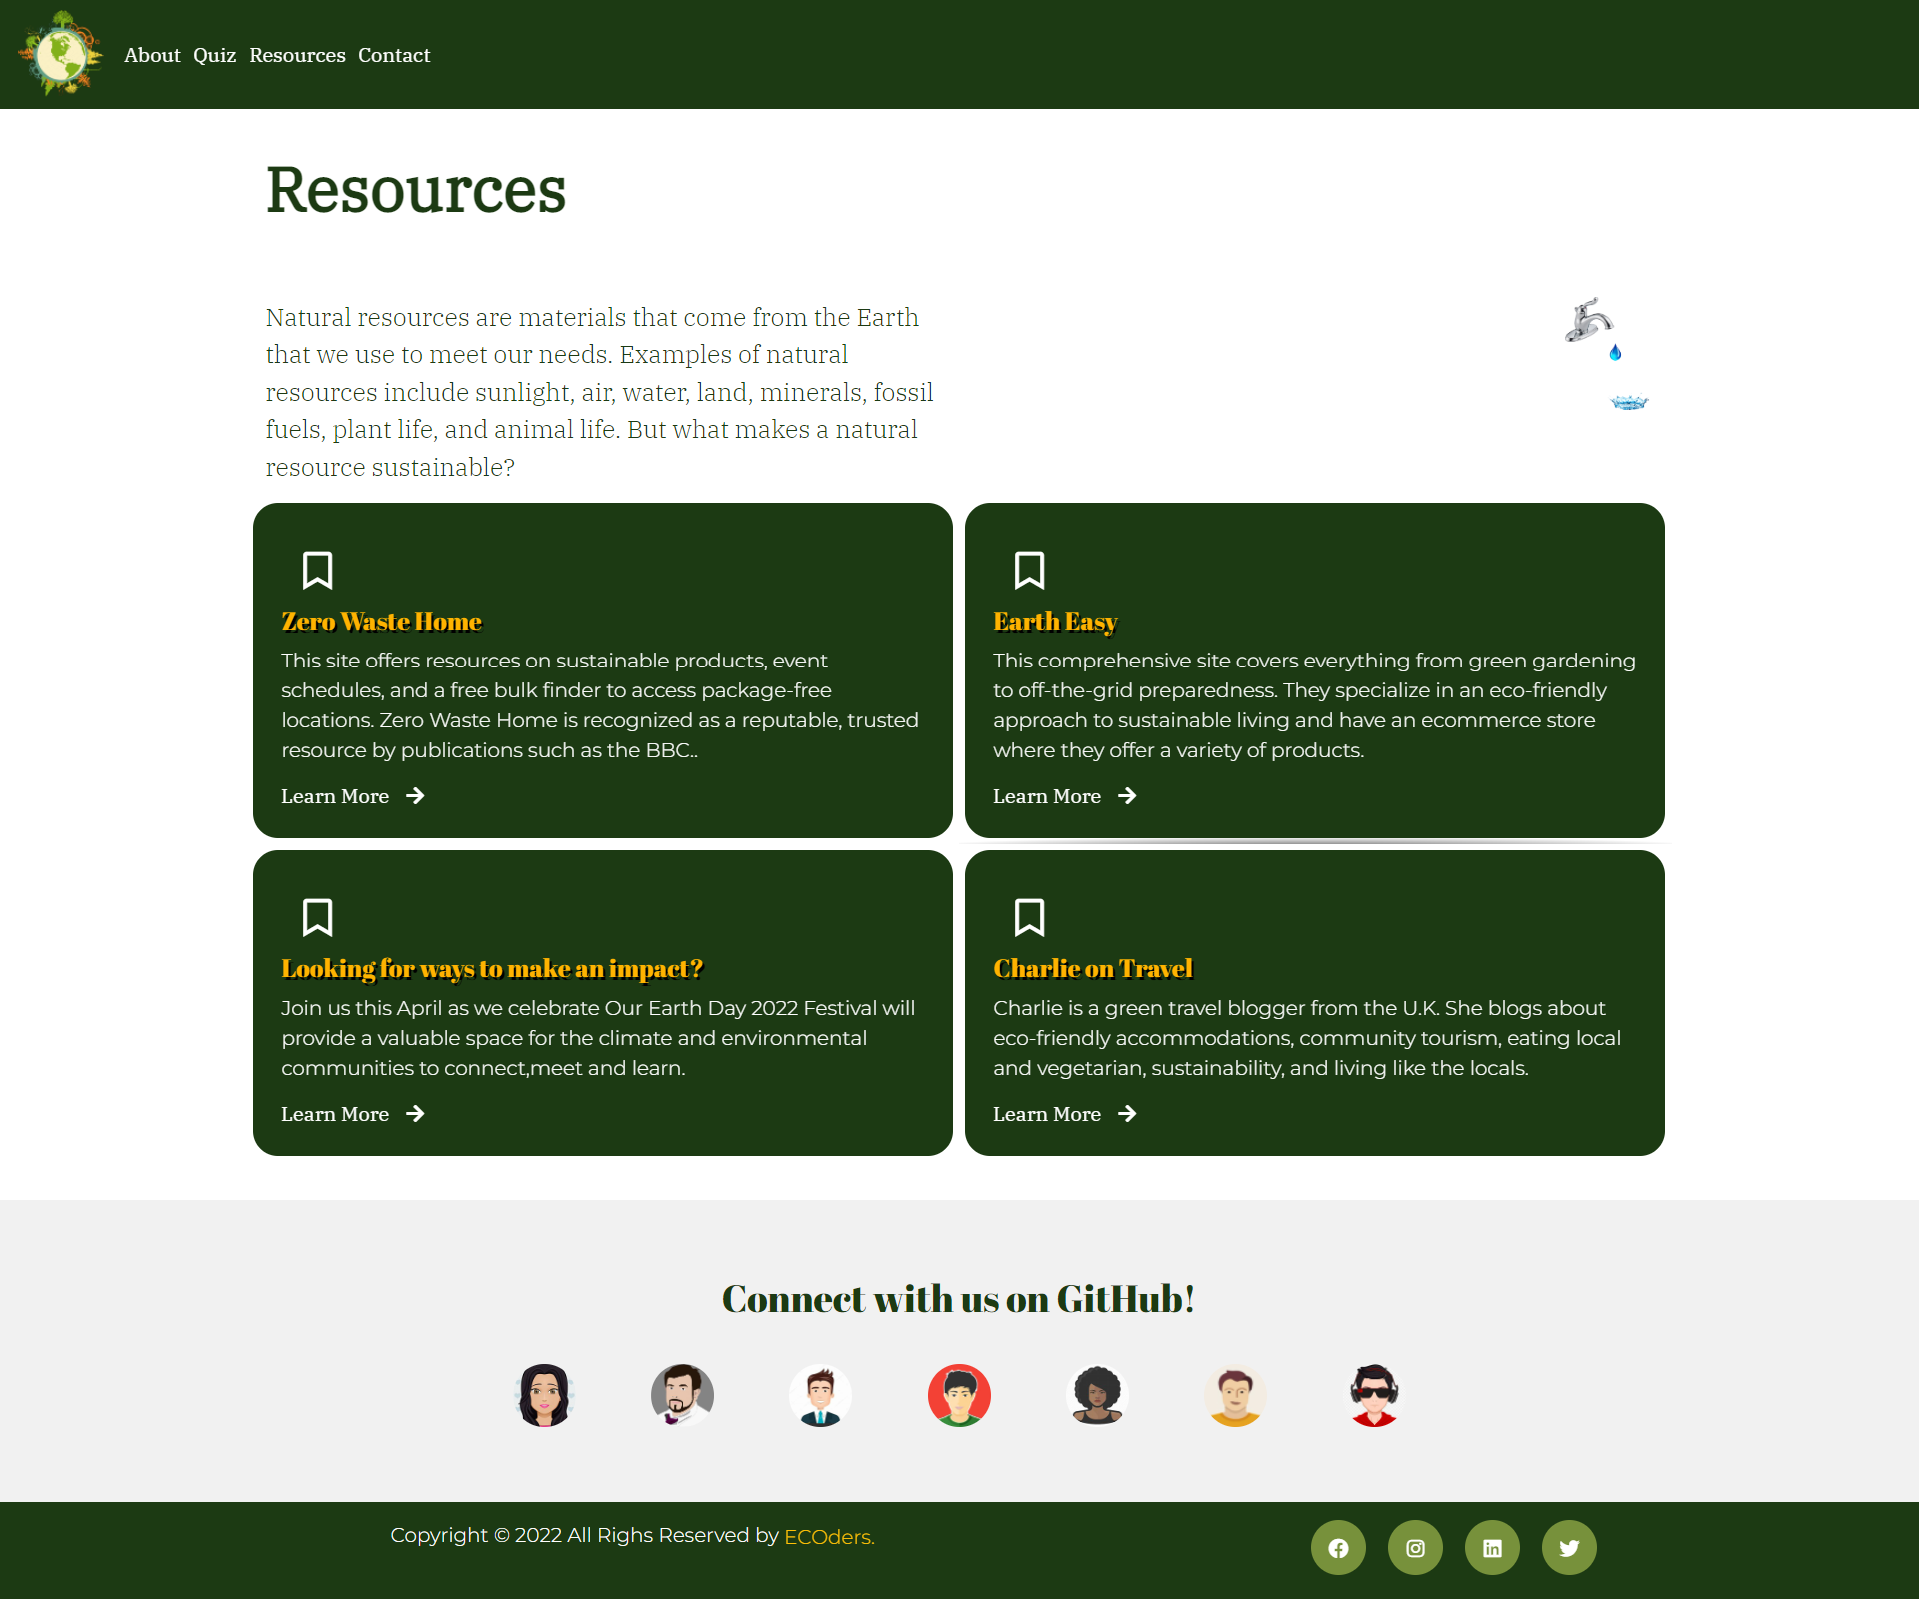 About Quiz Resources Contact
Resources
Natural resources are materials that come from the Earth
that we use to meet our needs. Examples of natural
resources include sunlight, air, water, land, minerals, fossil
fuels, plant life, and animal life. But what makes a natural
resource sustainable?
Zero Waste Home
This site offers resources on sustainable products, event
schedules, and a free bulk finder to access package-free
locations. Zero Waste Home is recognized as a reputable, trusted
resource by publications such as the BBC..
Learn More
Earth Easy
This comprehensive site covers everything from green gardening
to off-the-grid preparedness. They specialize in an eco-friendly
approach to sustainable living and have an ecommerce store
where they offer a variety of products.
Learn More
Looking for ways to make an impact?
Join us this April as we celebrate Our Earth Day 2022 Festival will
provide a valuable space for the climate and environmental
communities to connect,meet and learn.
Learn More
Charlie on Travel
Charlie is a green travel blogger from the U.K. She blogs about
eco-friendly accommodations, community tourism, eating local
and vegetarian, sustainability, and living like the locals.
Learn More
Connect with us on GitHub!
Copyright © 2022 All Righs Reserved by ECOders.